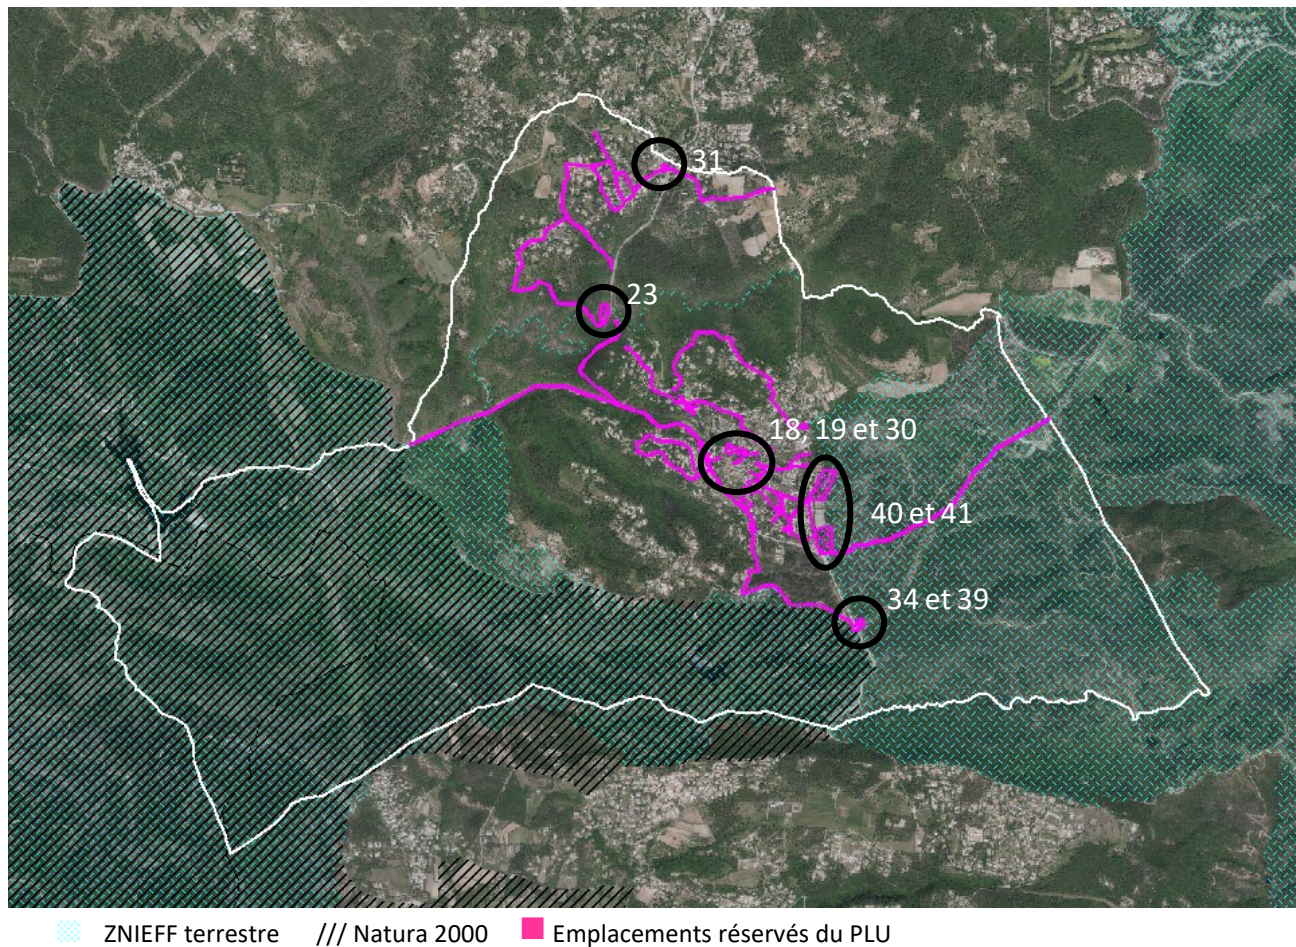 31
23
18, 19 et 30
40 et 41
34 et 39
ZNIEFF terrestre /// Natura 2000 Emplacements réservés du PLU